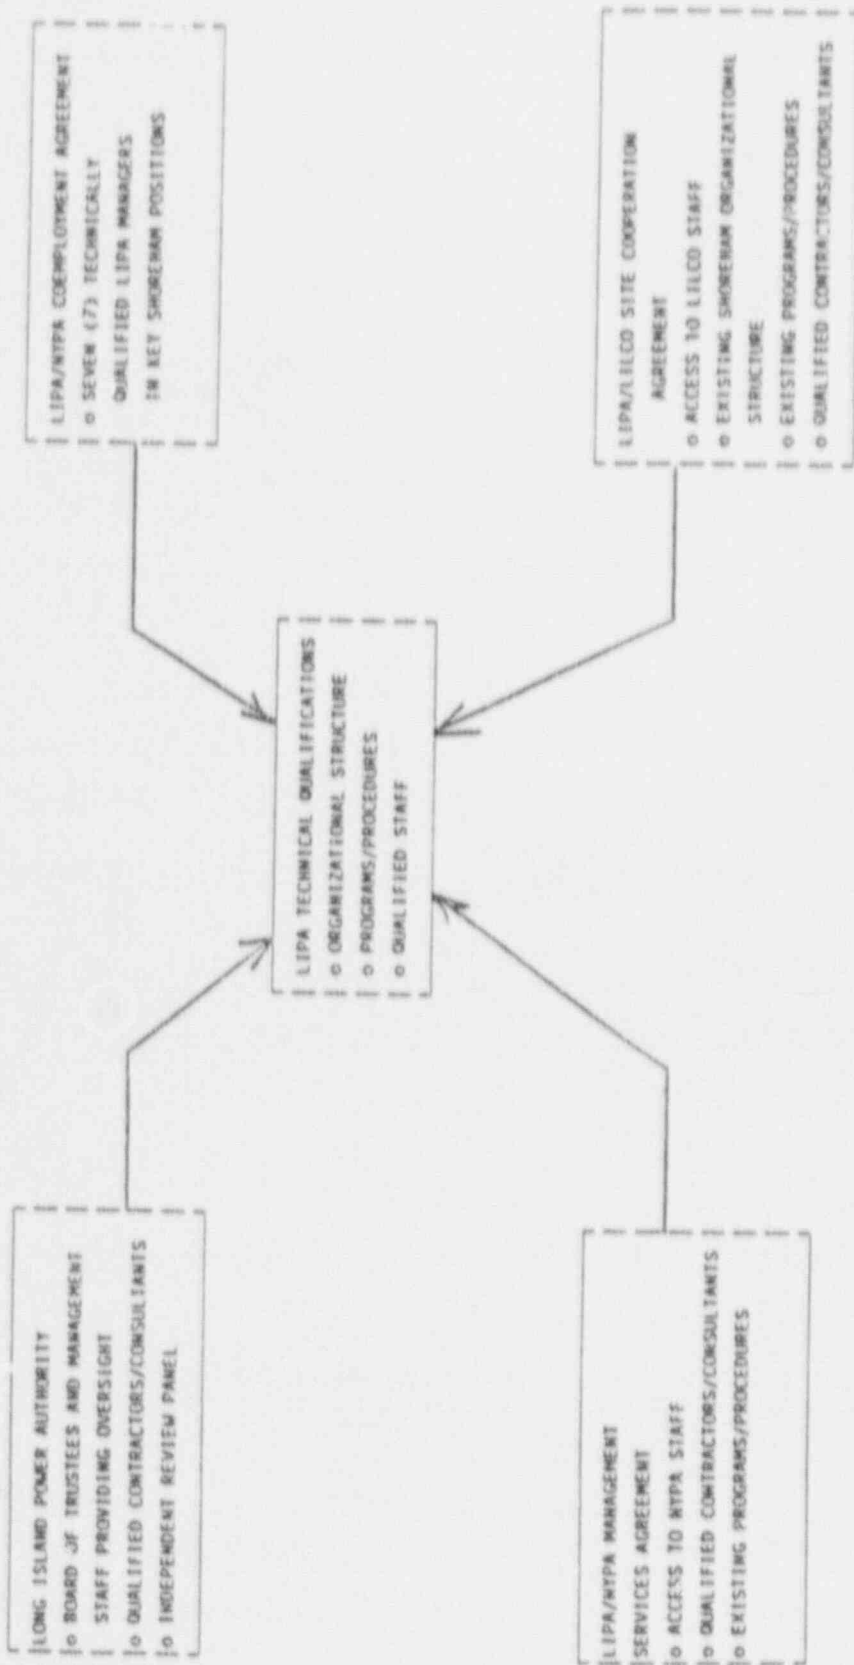 LONG ISLAND POWER AUTHORITY
o BOARD OF TRUSTEES AND MANAGEMENT
STAFF PROVIDING OVERSIGHT
o QUALIFIED CONTRACTORS/CONSULTANTS
o INDEPENDENT REVIEW PANEL
LIPA/NYPA COEMPLOYMENT AGREEMENT
o SEVEN (7) TECHNICALLY
QUALIFIED LIPA MANAGERS
IN KEY SHOREHAM POSITIONS
LIPA TECHNICAL QUALIFICATIONS
o ORGANIZATIONAL STRUCTURE
o PROGRAMS/PROCEDURES
o QUALIFIED STAFF
LIPA/NYPA MANAGEMENT
SERVICES AGREEMENT
o ACCESS TO NYPA STAFF
o QUALIFIED CONTRACTORS/CONSULTANTS
o EXISTING PROGRAMS/PROCEDURES
LIPA/LILCO SITE COOPERATION
AGREEMENT
o ACCESS TO LILCO STAFF
o EXISTING SHOREHAM ORGANIZATIONAL
STRUCTURE
o EXISTING PROGRAMS/PROCEDURES
o QUALIFIED CONTRACTORS/CONSULTANTS